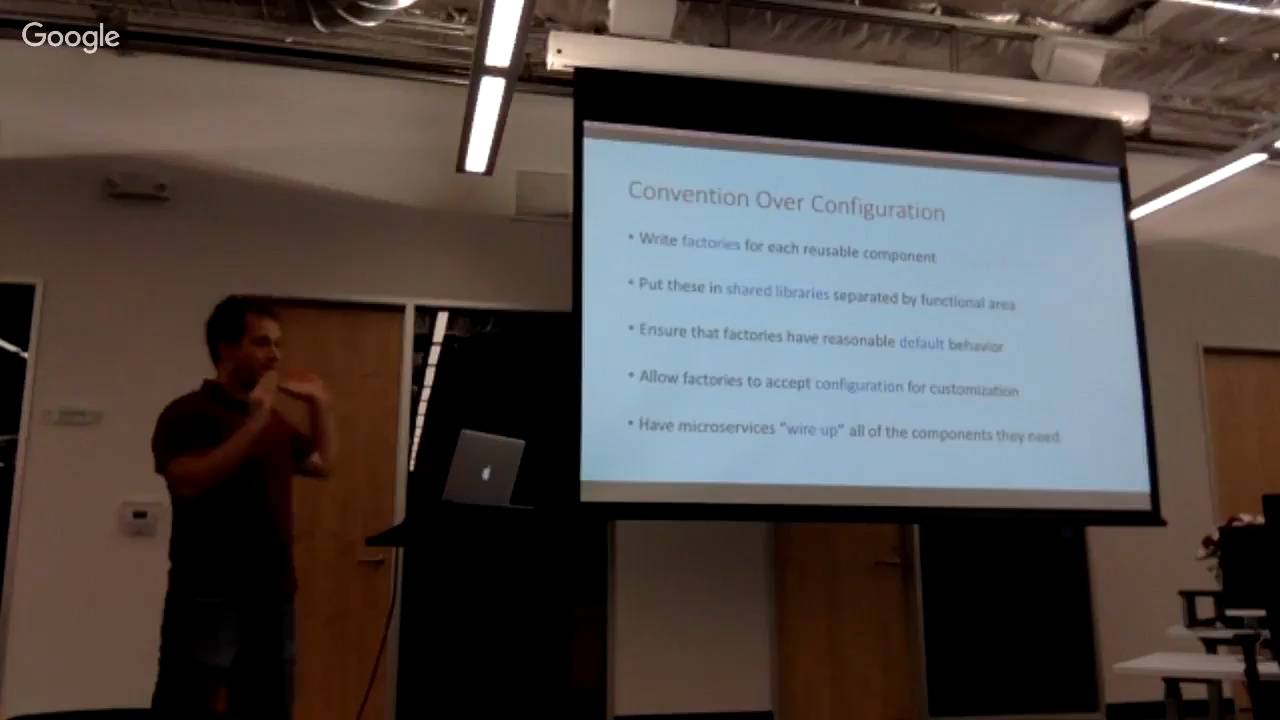 Google
Convention Over Configuration
• Write factories for each reusable component
• Put these in shared libraries separated by functional area
• Ensure that factories have reasonable default behavior
• Allow factories to accept configuration for customization
• Have microservices "wire up" all of the components they need